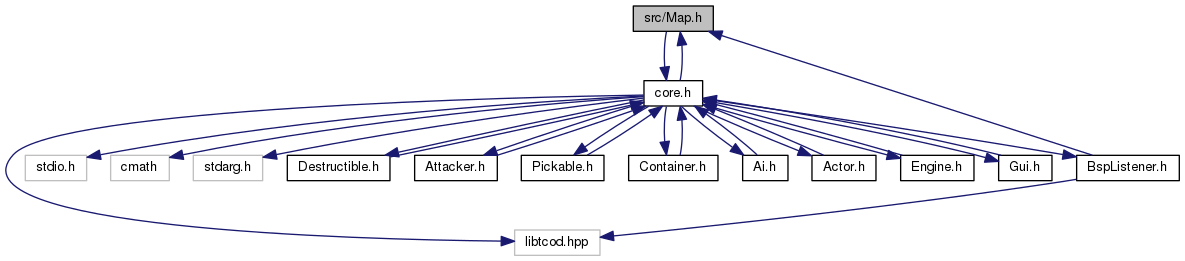 src/Map.h
core.h
stdio.h
cmath
stdarg.h
Destructible.h
Attacker.h
Pickable.h
Container.h
Ai.h
Actor.h
Engine.h
Gui.h
BspListener.h
libtcod.hpp